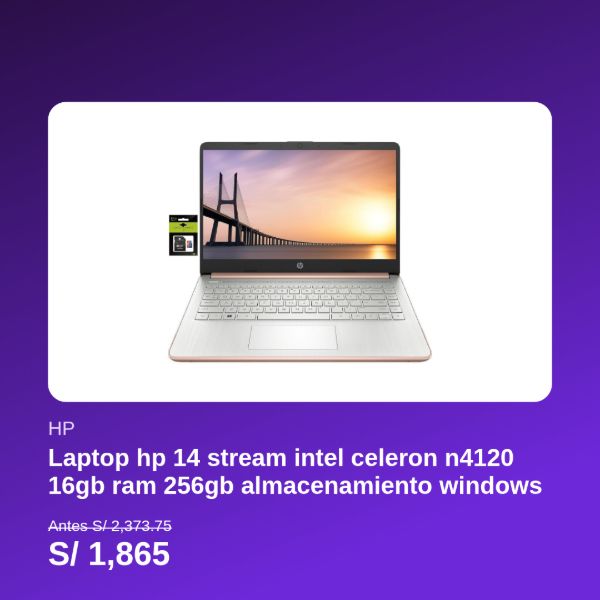 HP
Laptop hp 14 stream intel celeron n4120
16gb ram 256gb almacenamiento windows
Antes S/ 2,373.75
S/ 1,865